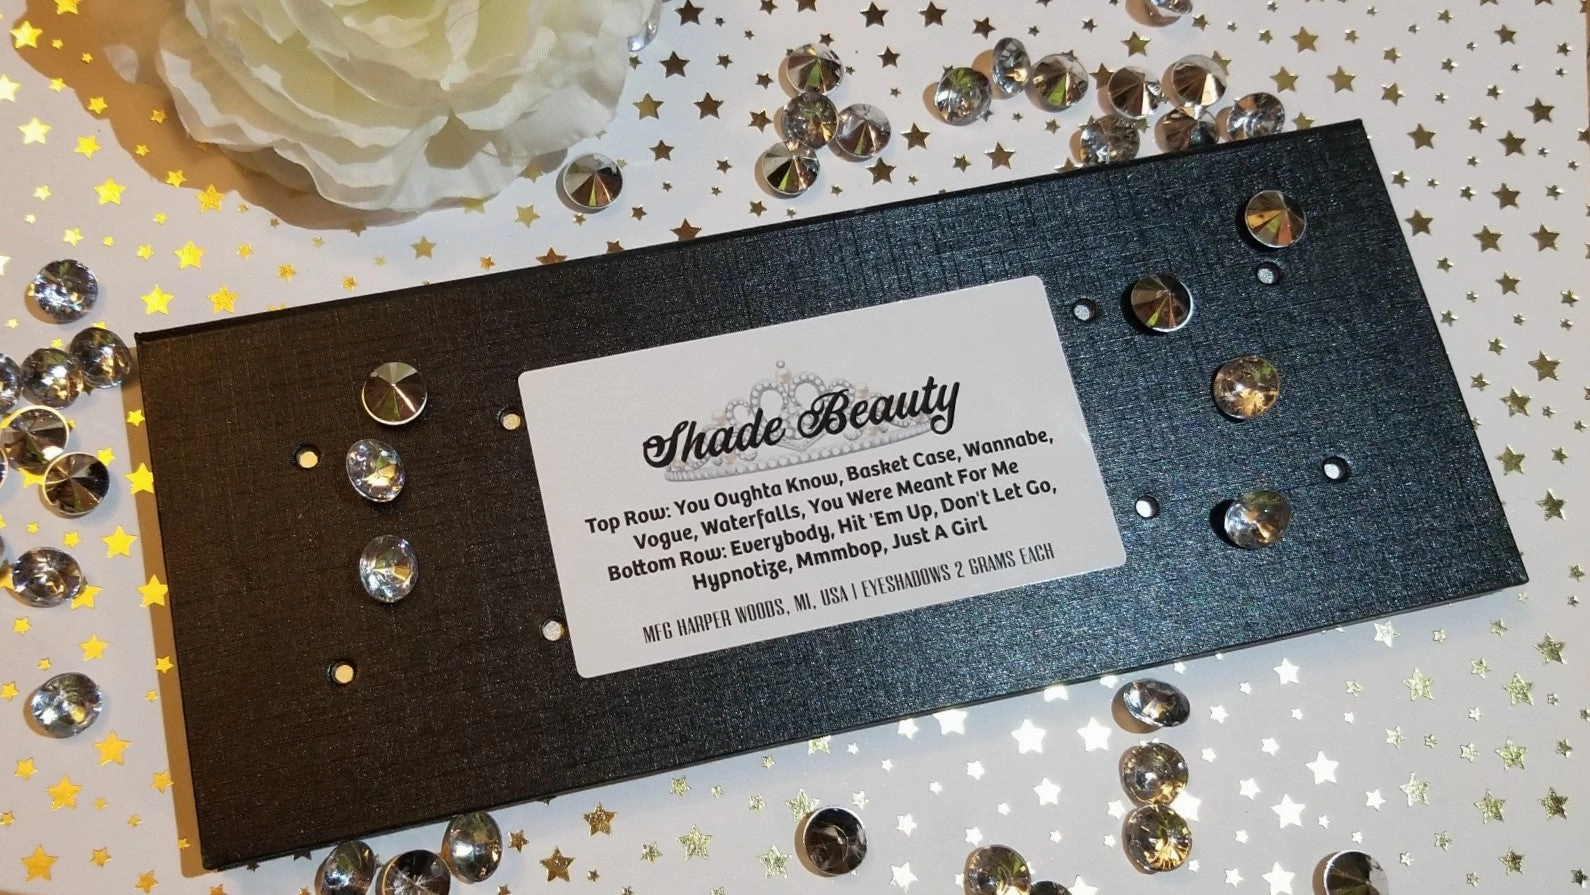 Shade Beauty
Top Row: You Oughta Know, Basket Case, Wannabe,
Vogue, Waterfalls, You Were Meant For Me
Bottom Row: Everybody, Hit 'Em Up, Don't Let Go,
Hypnotize, Mmmbop, Just A Girl
MFG HARPER WOODS, MI, USA | EYESHADOWS 2 GRAMS EACH